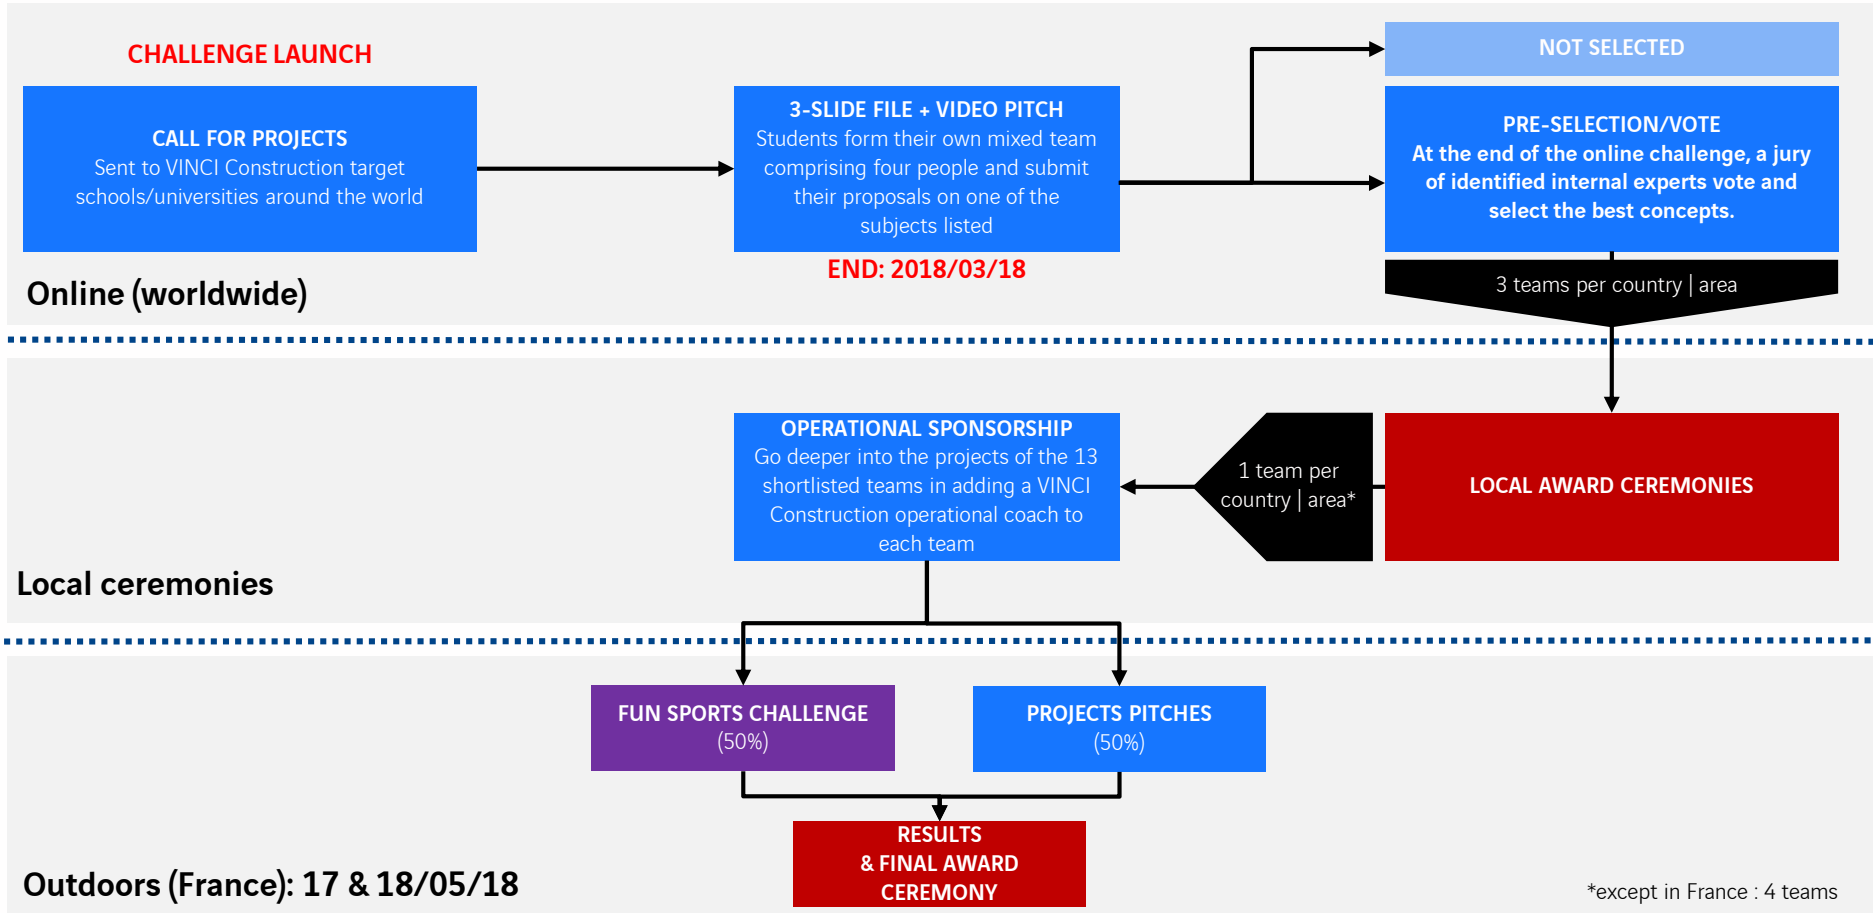 CHALLENGE LAUNCH
CALL FOR PROJECTS
Sent to VINCI Construction target
schools/universities around the world
3-SLIDE FILE + VIDEO PITCH
Students form their own mixed team
comprising four people and submit
their proposals on one of the
subjects listed
END: 2018/03/18
NOT SELECTED
PRE-SELECTION/VOTE
At the end of the online challenge, a jury
of identified internal experts vote and
select the best concepts.
3 teams per country | area
Online (worldwide)
OPERATIONAL SPONSORSHIP
Go deeper into the projects of the 13
shortlisted teams in adding a VINCI
Construction operational coach to
each team
1 team per
country | area*
LOCAL AWARD CEREMONIES
Local ceremonies
FUN SPORTS CHALLENGE
(50%)
PROJECTS PITCHES
(50%)
RESULTS
& FINAL AWARD
CEREMONY
Outdoors (France): 17 & 18/05/18
*except in France : 4 teams